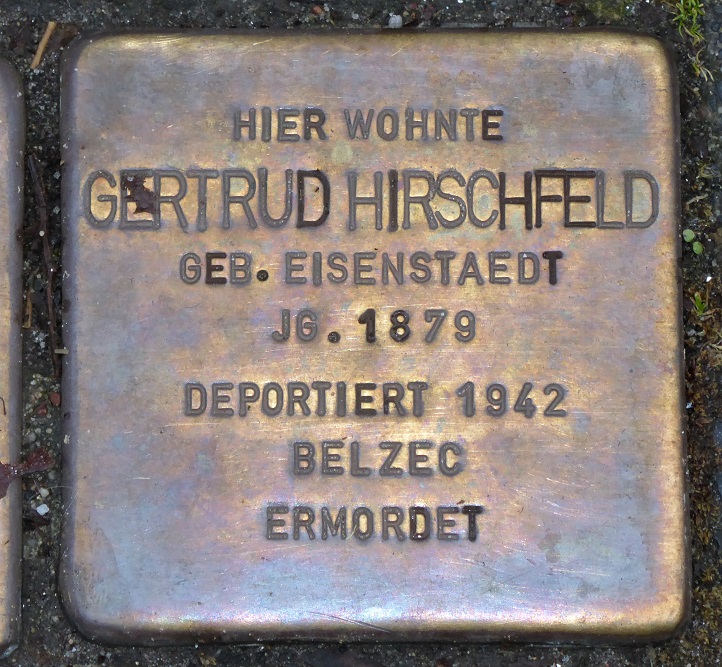 HIER WOHNTE
GERTRUD HIRSCHFELD
GEB. EISENSTAEDT
JG. 1879
DEPORTIERT 1942
BELZEC
ERMORDET